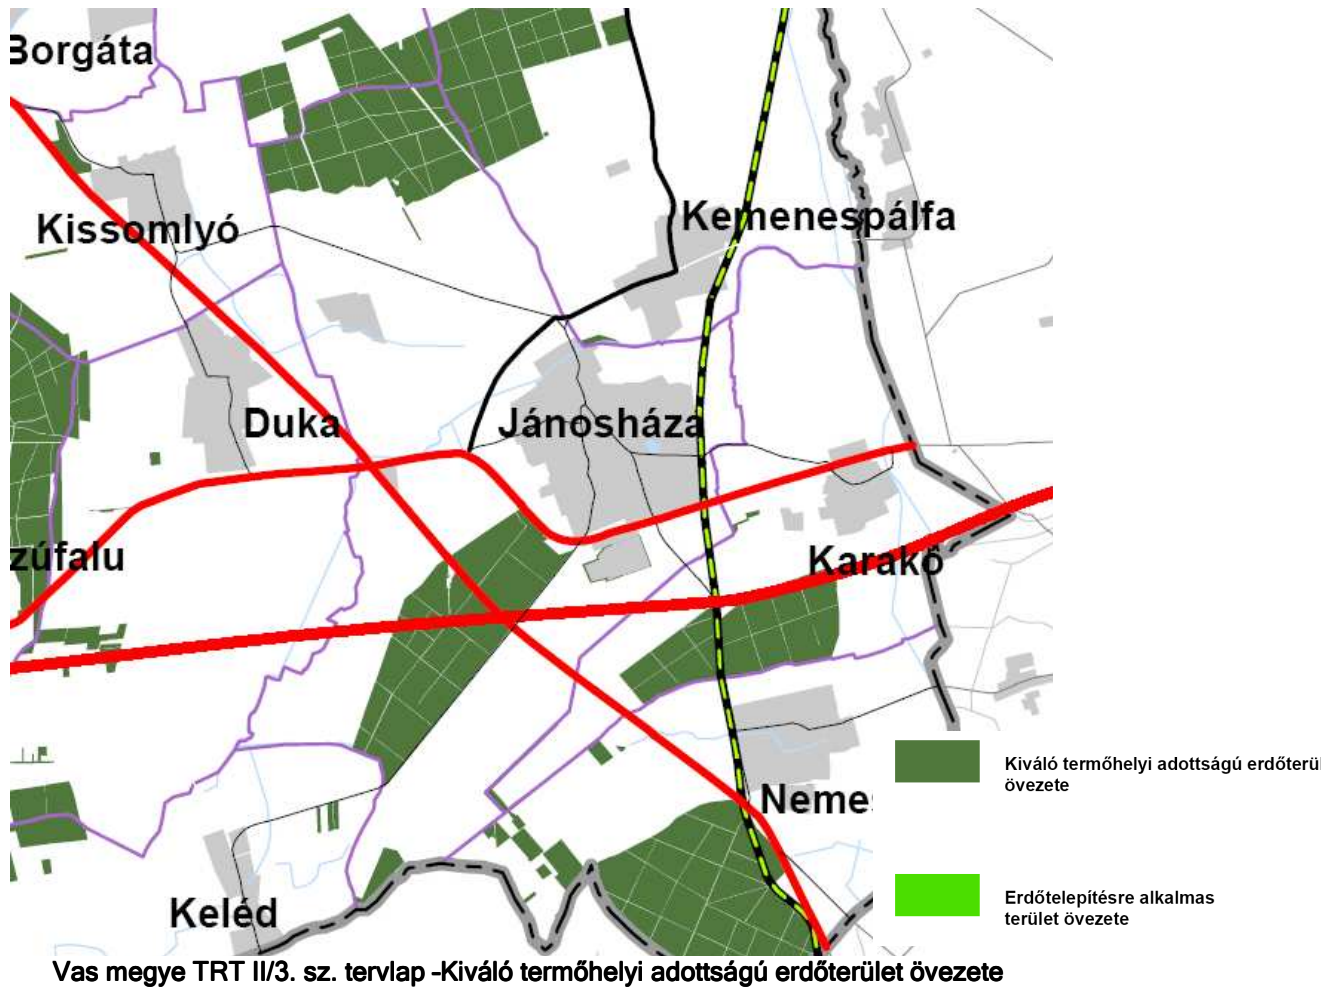 Borgáta
Kissomlyó
Kemenespálfa
Duka
Jánosháza
zúfalu
Karakó
Neme
Keléd
Kiváló termőhelyi adottságú erdőterül
övezete
Erdőtelepítésre alkalmas
terület övezete
Vas megye TRT II/3. sz. tervlap -Kiváló termőhelyi adottságú erdőterület övezete